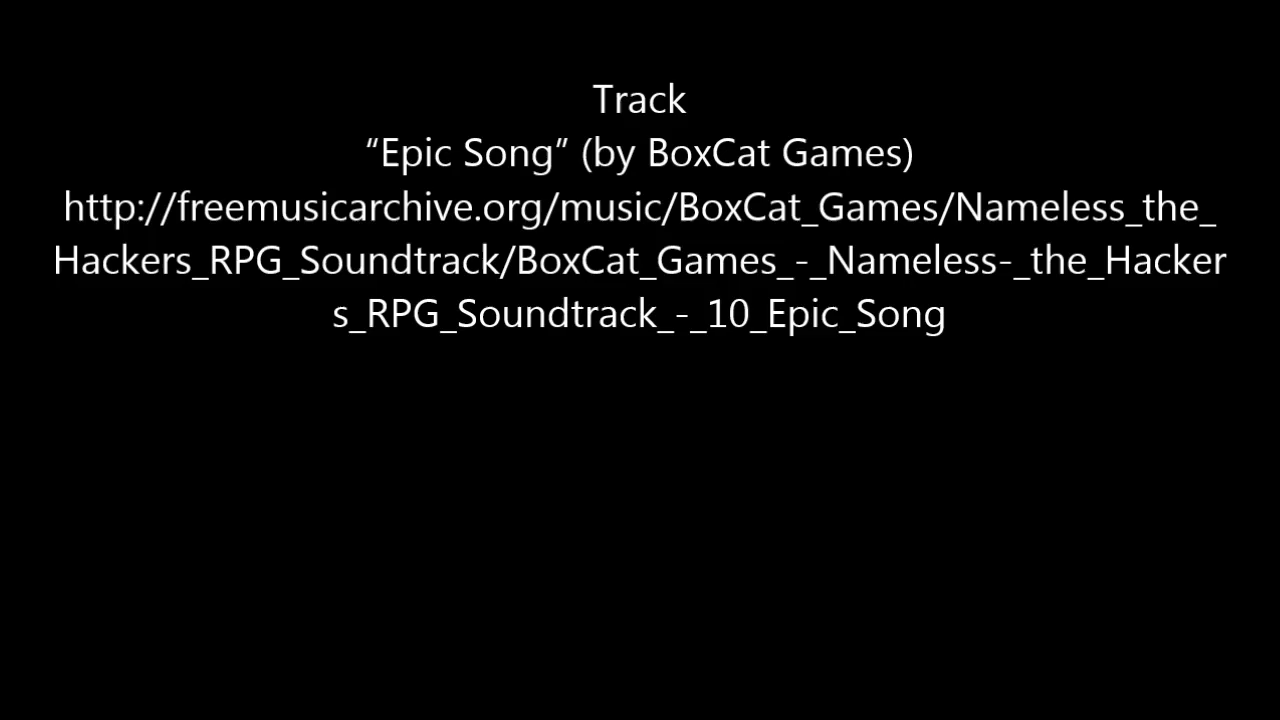 Track
“Epic Song” (by BoxCat Games)
http://freemusicarchive.org/music/BoxCat_Games/Nameless_the_
Hackers_RPG_Soundtrack/BoxCat_Games_-_Nameless-_the_Hacker
s_RPG_Soundtrack_-_10_Epic_Song